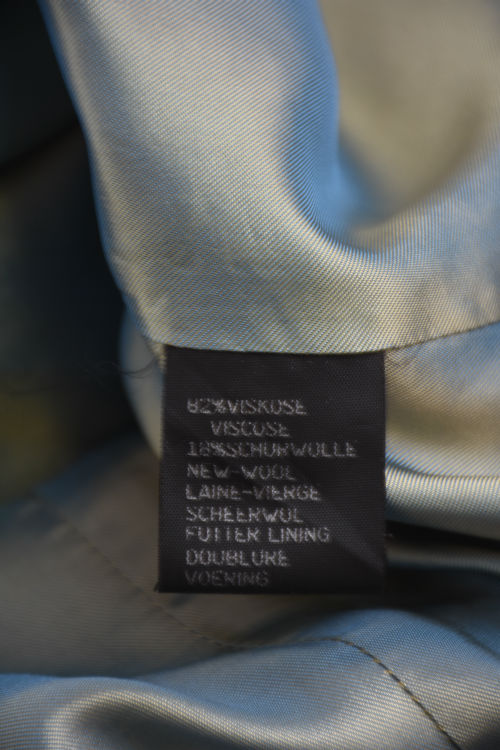 82%VISKOSE
VISCOSE
18%SCHURWOLLE
NEW-WOOL
LAINE-VIERGE
SCHEERWOL
FUTTER LINING
DOUBLURE
VOERING